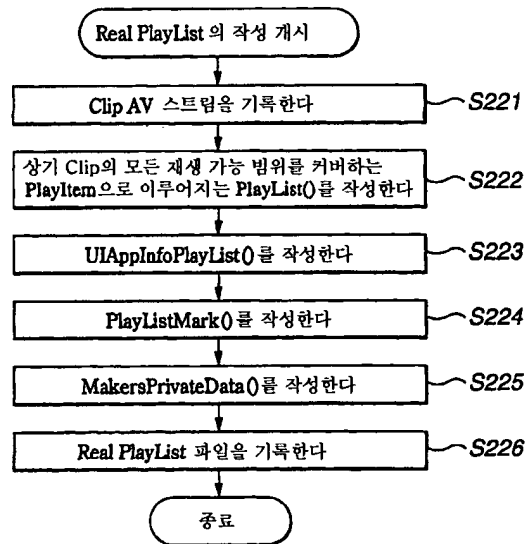 Real PlayList 의 작성 개시
Clip AV 스트림을 기록한다
S221
상기 Clip의 모든 재생 가능 범위를 커버하는
PlayItem으로 이루어지는 PlayList()를 작성한다
S222
UIAppInfoPlayList()를 작성한다
S223
PlayListMark()를 작성한다
S224
MakersPrivateData()를 작성한다
S225
Real PlayList 파일을 기록한다
S226
종료